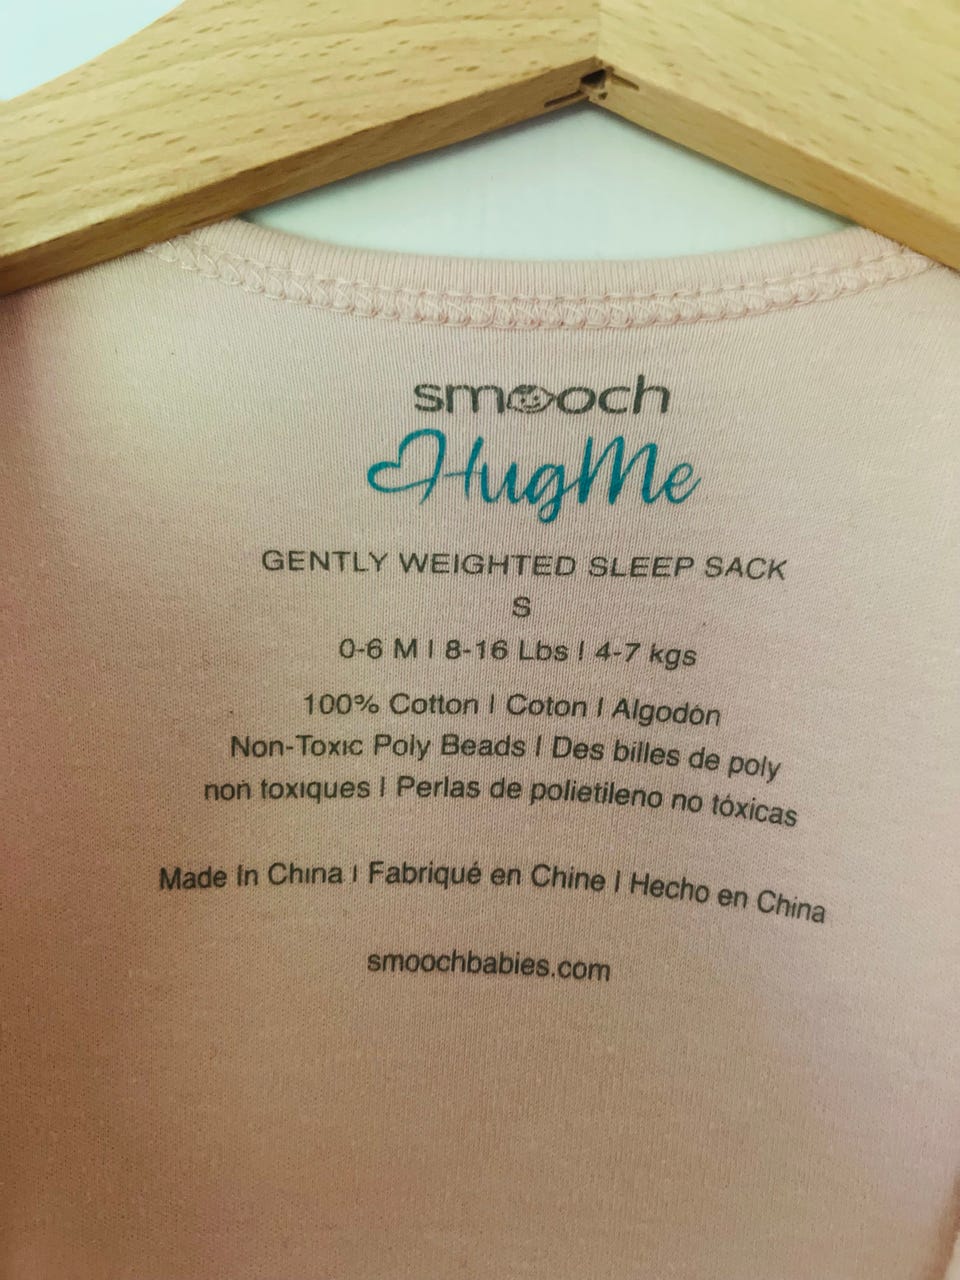 smooch
HugMe
GENTLY WEIGHTED SLEEP SACK
S
0-6 M | 8-16 Lbs | 4-7 kgs
100% Cotton | Coton | Algodón
Non-Toxic Poly Beads | Des billes de poly
non toxiques | Perlas de polietileno no tóxicas
Made In China | Fabriqué en Chine | Hecho en China
smoochbabies.com